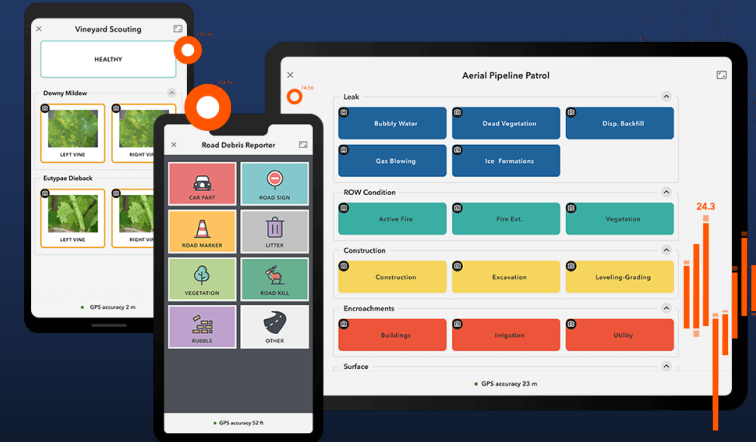 Vineyard Scouting
HEALTHY
Downy Mildew
LEFT VINE
RIGHT VINE
Eutypae Dieback
LEFT VINE
RIGHT VINE
GPS accuracy 2 m
Road Debris Reporter
CAR PART
ROAD SIGN
ROAD MARKER
LITTER
VEGETATION
ROAD KILL
RUBBLE
OTHER
GPS accuracy 52 ft
Aerial Pipeline Patrol
Leak
Bubbly Water
Dead Vegetation
Disp. Backfill
Gas Blowing
Ice Formations
ROW Condition
Active Fire
Fire Ext.
Vegetation
Construction
Construction
Excavation
Leveling-Grading
Encroachments
Buildings
Irrigation
Utility
Surface
GPS accuracy 23 m
24.3